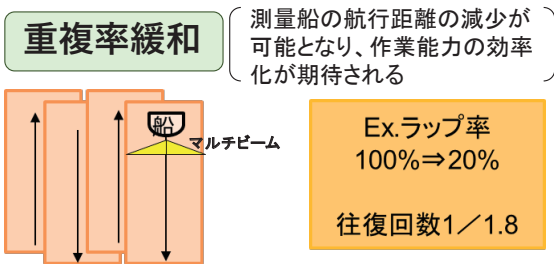 重複率緩和
測量船の航行距離の減少が
可能となり、作業能力の効率
化が期待される
船
マルチビーム
Ex.ラップ率
100%⇒20%
往復回数1／1.8